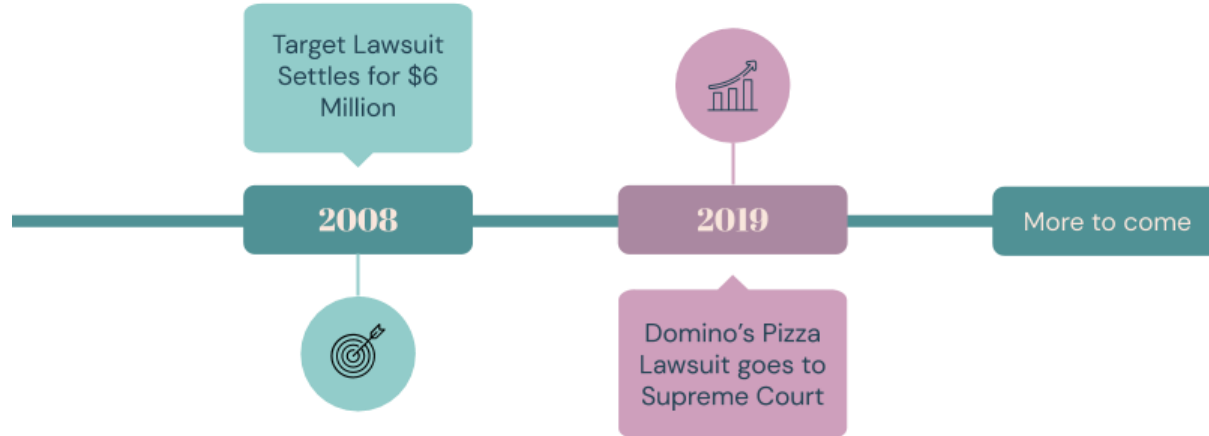 Target Lawsuit
Settles for $6
Million
2008
2019
More to come
Domino’s Pizza
Lawsuit goes to
Supreme Court